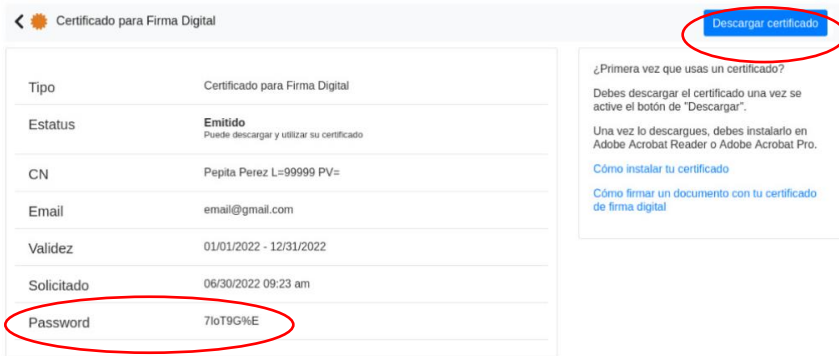 Certificado para Firma Digital
Descargar certificado
Tipo Certificado para Firma Digital
Estatus Emitido
Puede descargar y utilizar su certificado
CN Pepita Perez L=99999 PV=
Email email@gmail.com
Validez 01/01/2022 - 12/31/2022
Solicitado 06/30/2022 09:23 am
Password 7IoT9G%E
¿Primera vez que usas un certificado?
Debes descargar el certificado una vez se
active el botón de "Descargar".
Una vez lo descargues, debes instalarlo en
Adobe Acrobat Reader o Adobe Acrobat Pro.
Cómo instalar tu certificado
Cómo firmar un documento con tu certificado
de firma digital